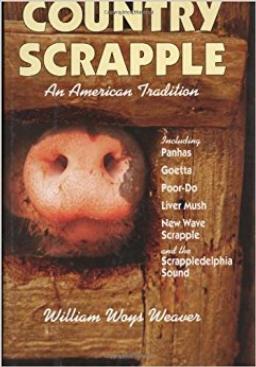 COUNTRY
SCRAPPLE
An American Tradition
Including
Panhas
Goetta
Poor-Do
Liver Mush
New Wave
Scrapple
and the
Scrappledelphia
Sound
William Woys Weaver